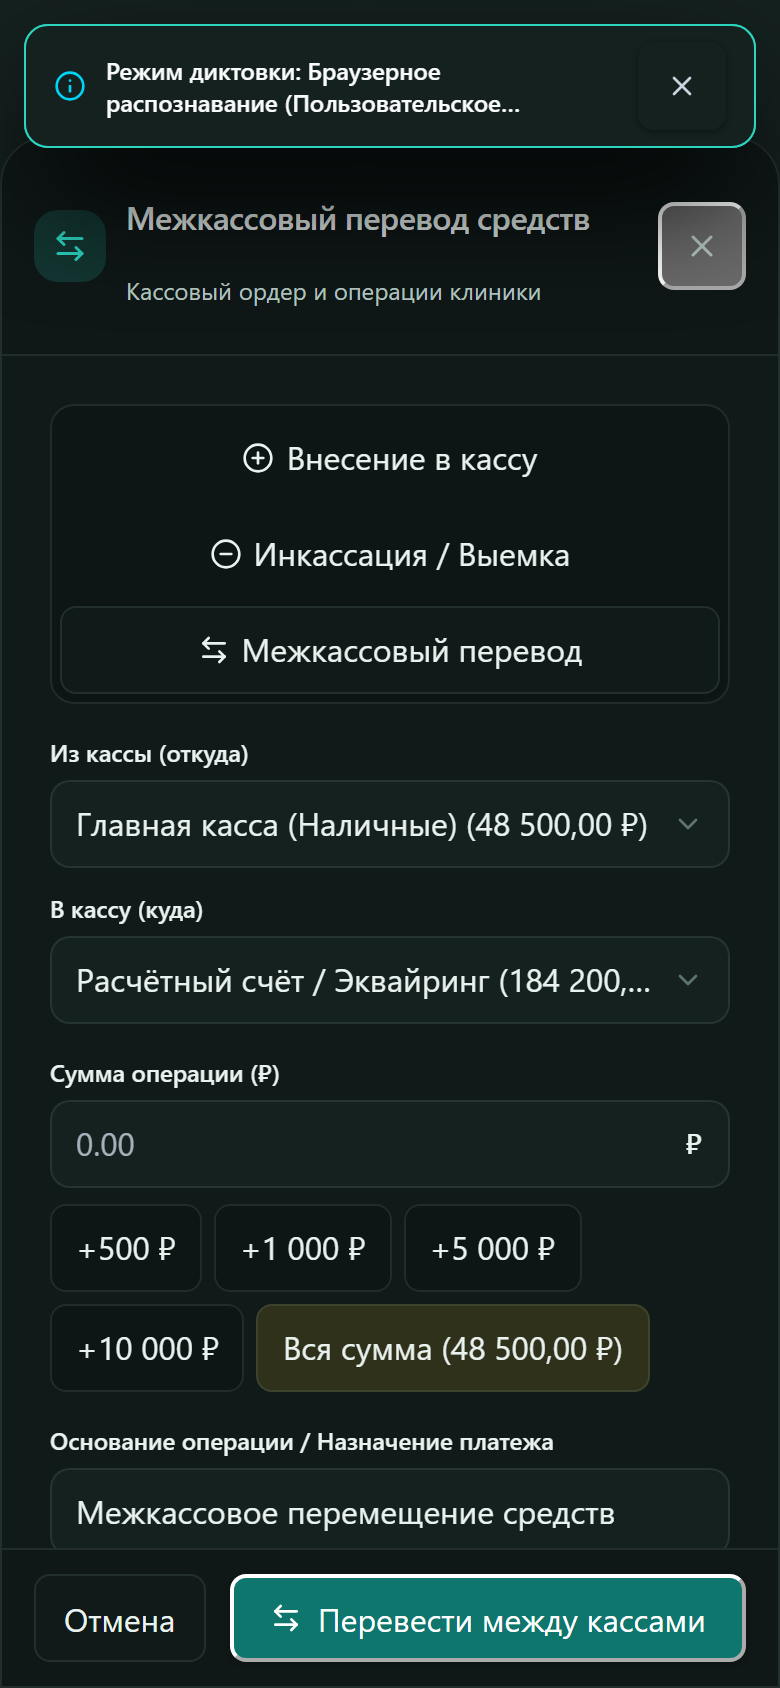 Режим диктовки: Браузерное
распознавание (Пользовательское...
Межкассовый перевод средств
Кассовый ордер и операции клиники
Внесение в кассу
Инкассация / Выемка
Межкассовый перевод
Из кассы (откуда)
Главная касса (Наличные) (48 500,00 ₽)
В кассу (куда)
Расчётный счёт / Эквайринг (184 200,...
Сумма операции (₽)
0.00 ₽
+500 ₽ +1 000 ₽ +5 000 ₽
+10 000 ₽ Вся сумма (48 500,00 ₽)
Основание операции / Назначение платежа
Межкассовое перемещение средств
Отмена Перевести между кассами